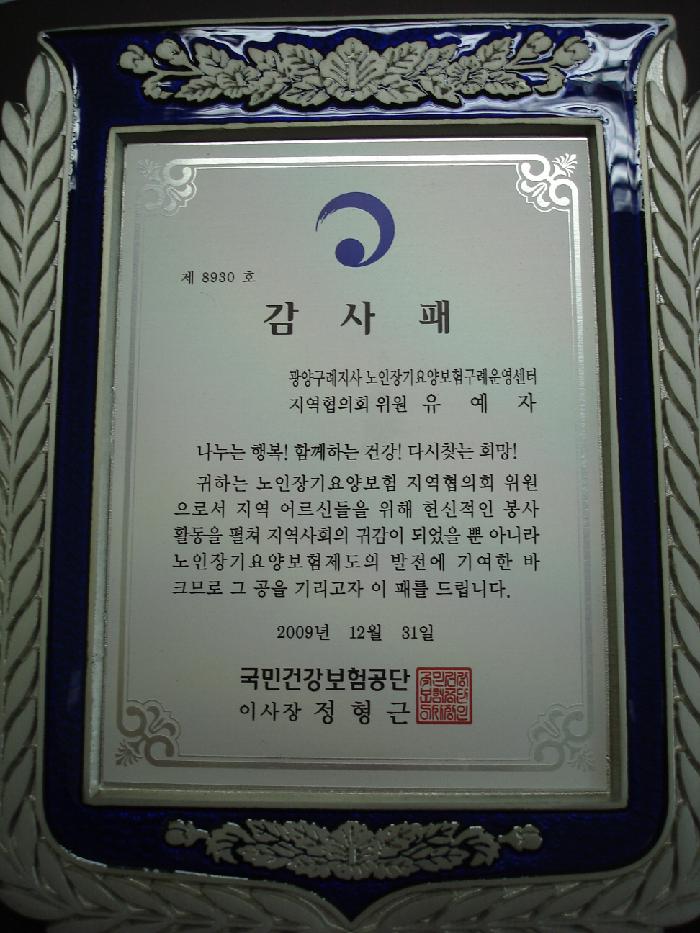 제 8930 호
감 사 패
광양구례지사 노인장기요양보험구례운영센터
지역협의회 위원 유 예 자
나누는 행복! 함께하는 건강! 다시찾는 희망!
귀하는 노인장기요양보험 지역협의회 위원
으로서 지역 어르신들을 위해 헌신적인 봉사
활동을 펼쳐 지역사회의 귀감이 되었을 뿐 아니라
노인장기요양보험제도의 발전에 기여한 바
크므로 그 공을 기리고자 이 패를 드립니다.
2009년 12월 31일
국민건강보험공단
이사장 정 형 근